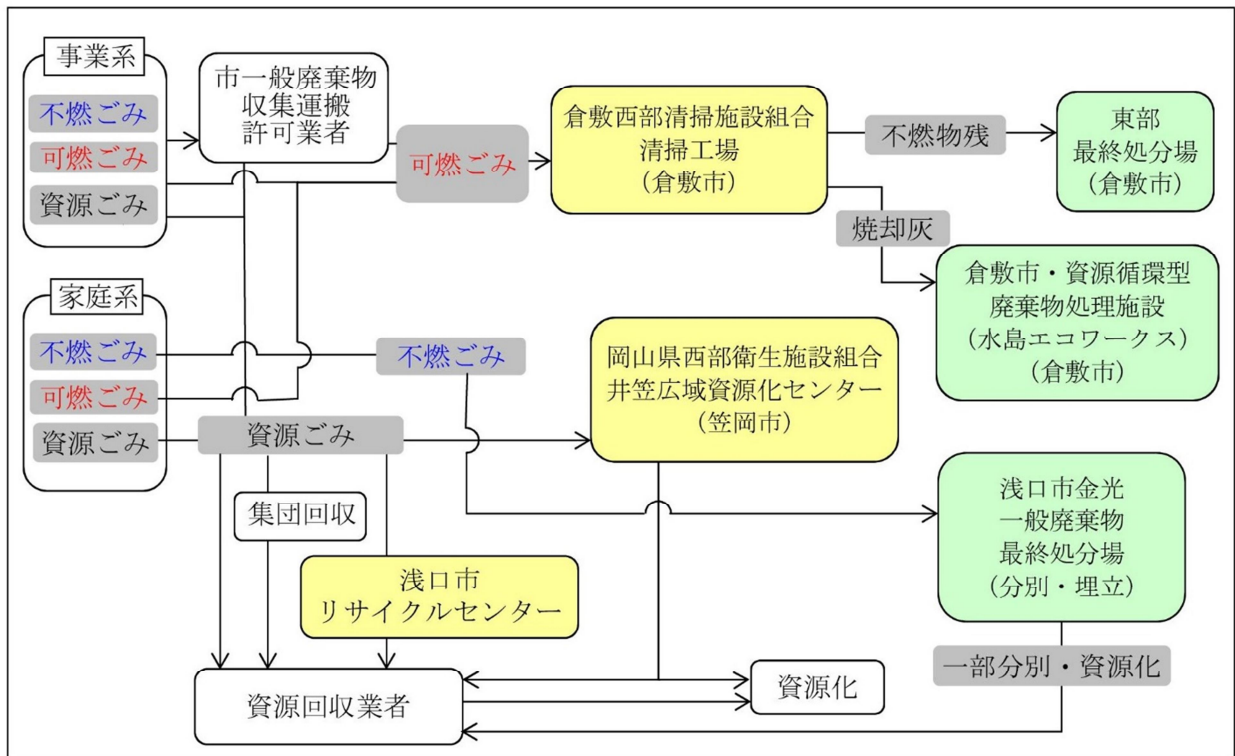 事業系
不燃ごみ
可燃ごみ
資源ごみ
市一般廃棄物
収集運搬
許可業者
可燃ごみ
倉敷西部清掃施設組合
清掃工場
(倉敷市)
不燃物残
東部
最終処分場
(倉敷市)
焼却灰
倉敷市・資源循環型
廃棄物処理施設
(水島エコワークス)
(倉敷市)
家庭系
不燃ごみ
可燃ごみ
資源ごみ
不燃ごみ
資源ごみ
岡山県西部衛生施設組合
井笠広域資源化センター
(笠岡市)
集団回収
浅口市
リサイクルセンター
浅口市金光
一般廃棄物
最終処分場
(分別・埋立)
一部分別・資源化
資源回収業者
資源化